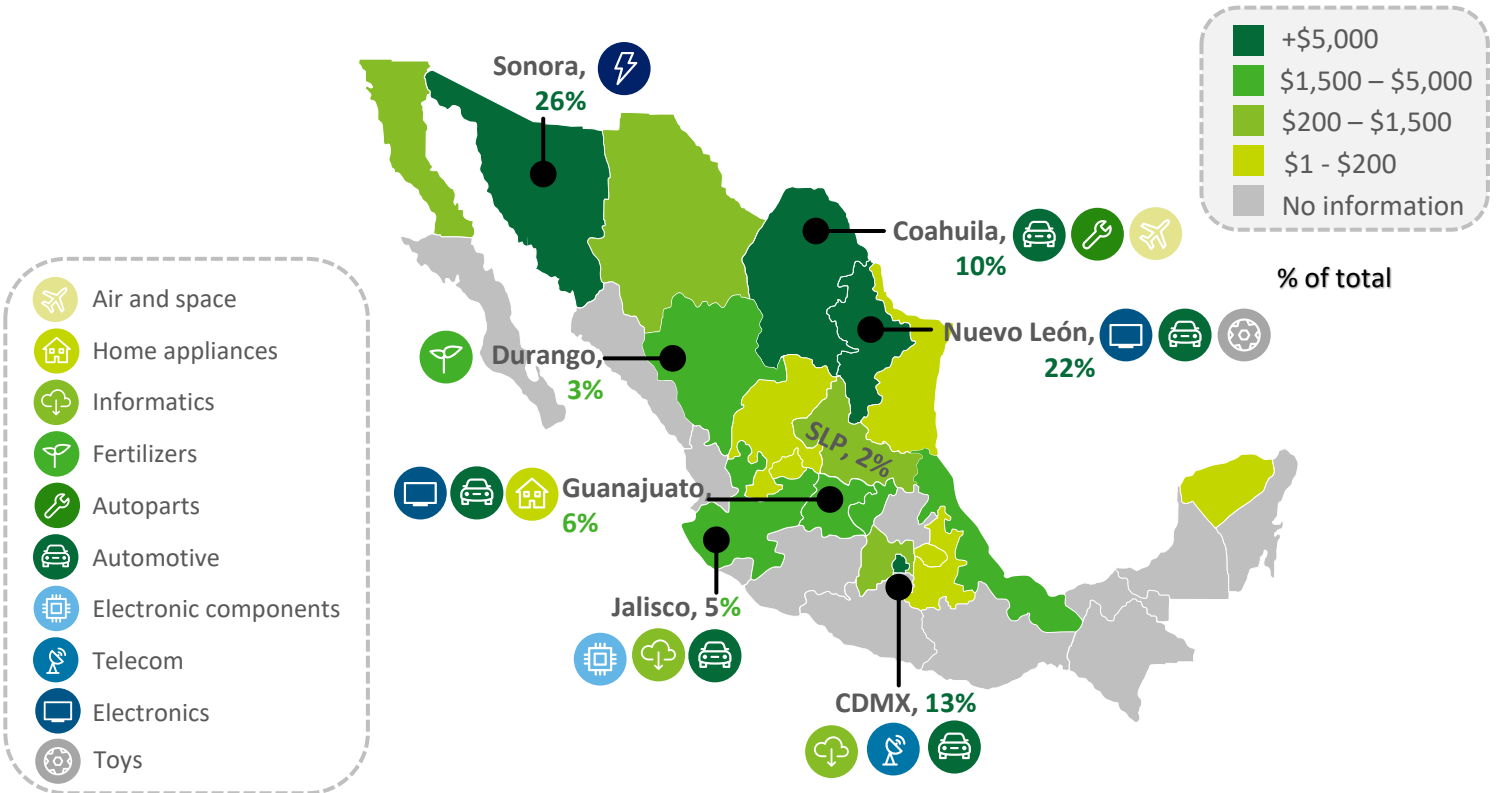 +$5,000
$1,500 – $5,000
$200 – $1,500
$1 - $200
No information
% of total
Sonora,
26%
Coahuila,
10%
Nuevo León,
22%
Durango,
3%
SLP, 2%
Guanajuato,
6%
Jalisco, 5%
CDMX, 13%
Air and space
Home appliances
Informatics
Fertilizers
Autoparts
Automotive
Electronic components
Telecom
Electronics
Toys